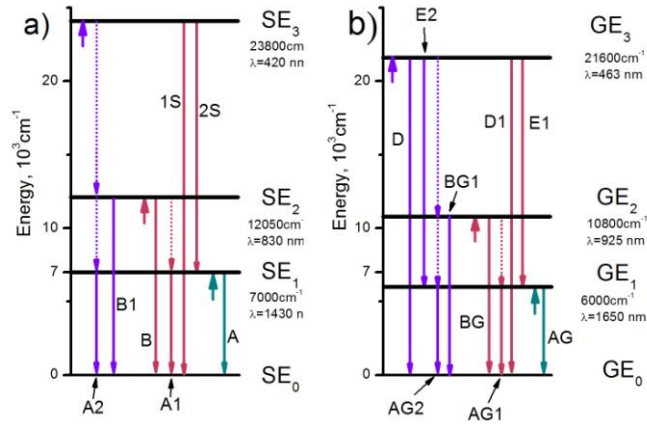 a)
SE3
23800cm-1
λ=420 nm
20
1S
2S
Energy, 10³cm-1
SE2
12050cm-1
λ=830 nm
10
7
SE1
7000cm-1
λ=1430 nm
B1
B
A
0
SE0
A2
A1
b)
E2
GE3
21600cm-1
λ=463 nm
20
D
D1
E1
Energy, 10³cm-1
BG1
GE2
10800cm-1
λ=925 nm
10
7
GE1
6000cm-1
λ=1650 nm
BG
AG
0
GE0
AG2
AG1